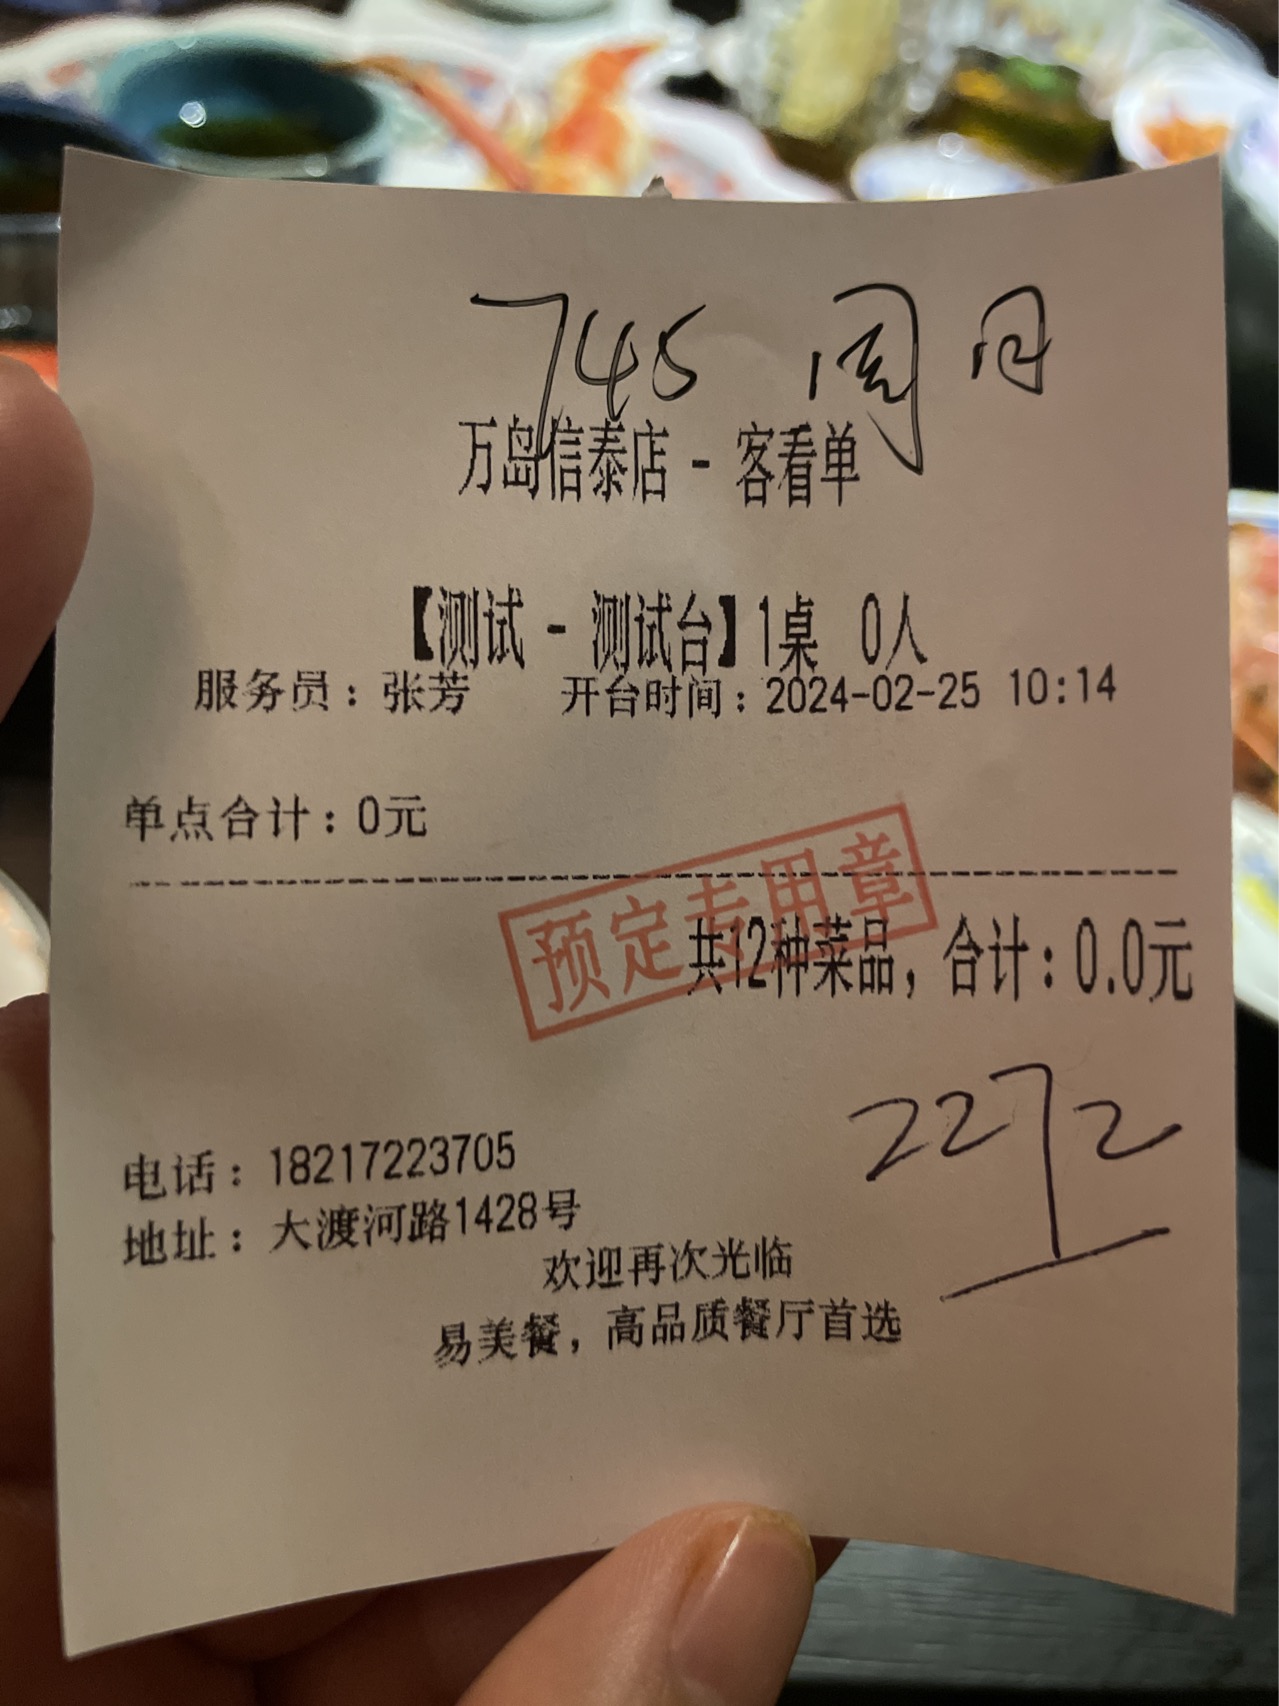 745 周日
万岛信泰店 - 客看单
【测试 - 测试台】1桌 0人
服务员：张芳 开台时间：2024-02-25 10:14
单点合计：0元
预定专用章
共12种菜品，合计：0.0元
2272
电话：18217223705
地址：大渡河路1428号
欢迎再次光临
易美餐，高品质餐厅首选